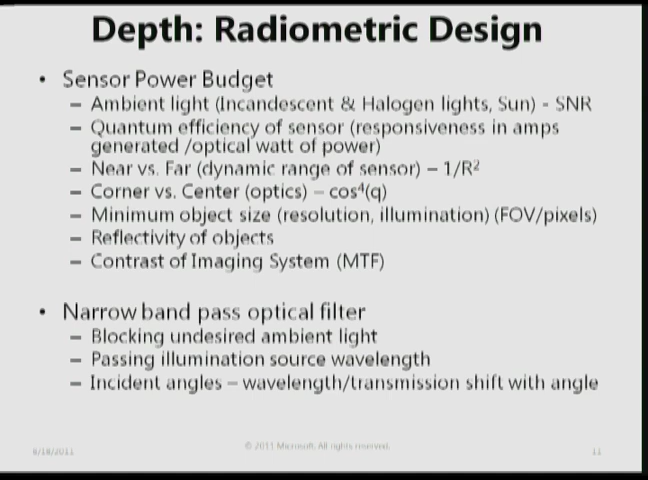 Depth: Radiometric Design
• Sensor Power Budget
– Ambient light (Incandescent & Halogen lights, Sun) - SNR
– Quantum efficiency of sensor (responsiveness in amps
generated /optical watt of power)
– Near vs. Far (dynamic range of sensor) – 1/R²
– Corner vs. Center (optics) – cos⁴(q)
– Minimum object size (resolution, illumination) (FOV/pixels)
– Reflectivity of objects
– Contrast of Imaging System (MTF)
• Narrow band pass optical filter
– Blocking undesired ambient light
– Passing illumination source wavelength
– Incident angles – wavelength/transmission shift with angle
8/18/2011
© 2011 Microsoft. All rights reserved.
11